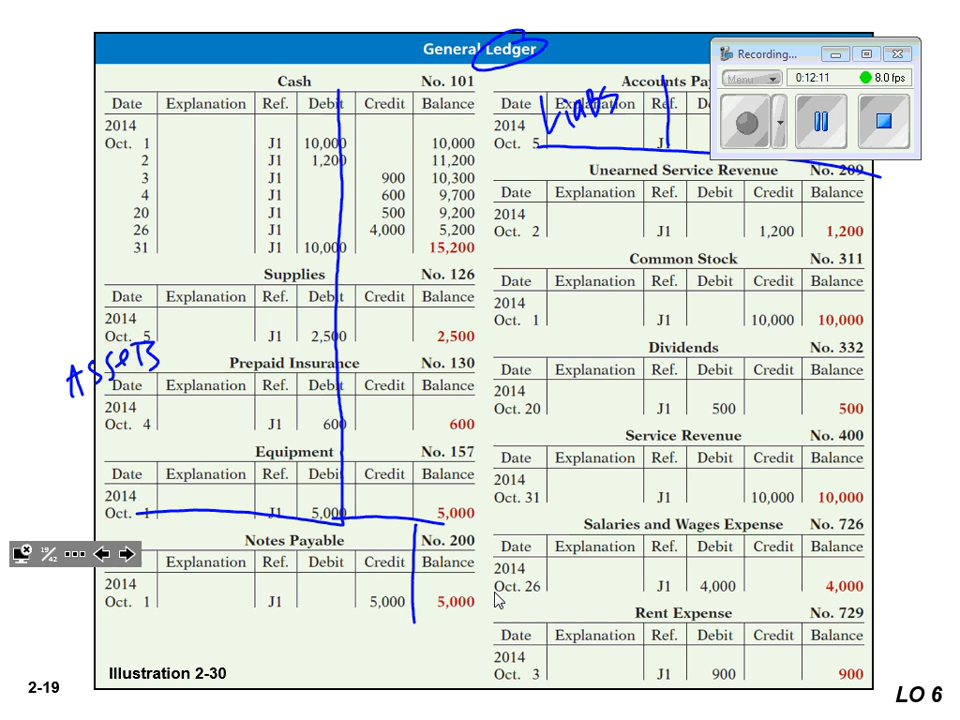 General Ledger
Cash No. 101
Date Explanation Ref. Debit Credit Balance
2014
Oct. 1 J1 10,000 10,000
2 J1 1,200 11,200
3 J1 900 10,300
4 J1 600 9,700
20 J1 500 9,200
26 J1 4,000 5,200
31 J1 10,000 15,200
Supplies No. 126
Date Explanation Ref. Debit Credit Balance
2014
Oct. 5 J1 2,500 2,500
Assets
Prepaid Insurance No. 130
Date Explanation Ref. Debit Credit Balance
2014
Oct. 4 J1 600 600
Equipment No. 157
Date Explanation Ref. Debit Credit Balance
2014
Oct. 1 J1 5,000 5,000
19/42
Notes Payable No. 200
Explanation Ref. Debit Credit Balance
2014
Oct. 1 J1 5,000 5,000
Illustration 2-30
Accounts Pay
Date Explanation Ref. De
Liabs
2014
Oct. 5 J1
Unearned Service Revenue No. 209
Date Explanation Ref. Debit Credit Balance
2014
Oct. 2 J1 1,200 1,200
Common Stock No. 311
Date Explanation Ref. Debit Credit Balance
2014
Oct. 1 J1 10,000 10,000
Dividends No. 332
Date Explanation Ref. Debit Credit Balance
2014
Oct. 20 J1 500 500
Service Revenue No. 400
Date Explanation Ref. Debit Credit Balance
2014
Oct. 31 J1 10,000 10,000
Salaries and Wages Expense No. 726
Date Explanation Ref. Debit Credit Balance
2014
Oct. 26 J1 4,000 4,000
Rent Expense No. 729
Date Explanation Ref. Debit Credit Balance
2014
Oct. 3 J1 900 900
Recording...
Menu 0:12:11 8.0 fps
2-19
LO 6